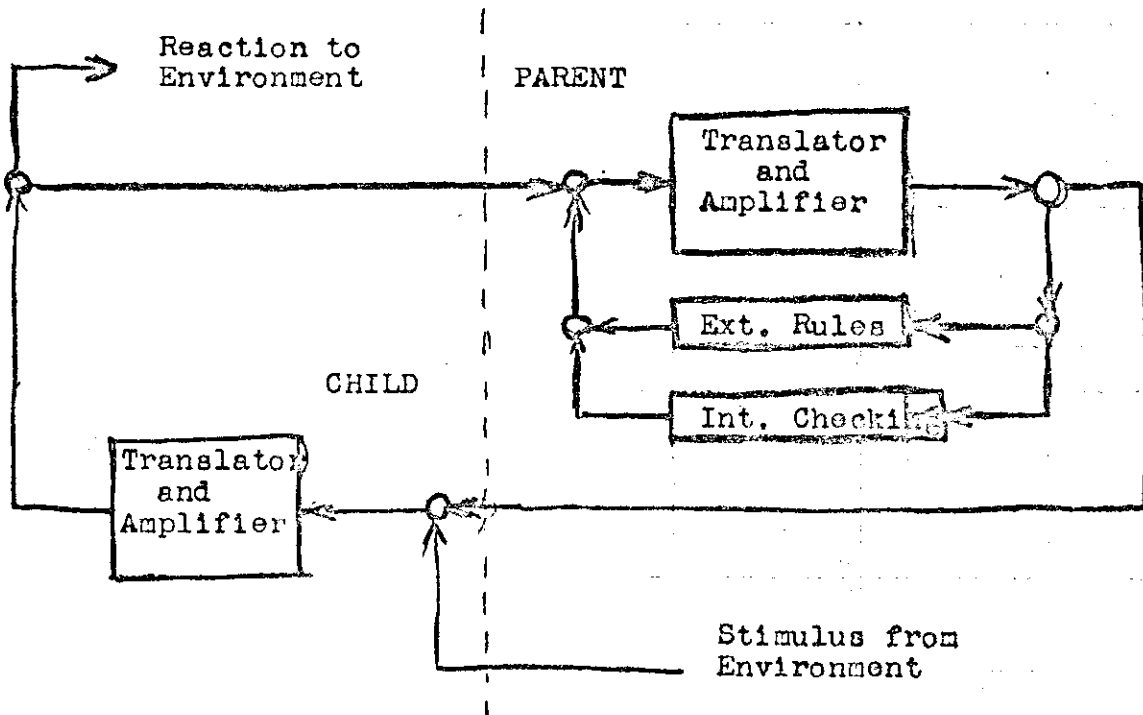 Reaction to
Environment
PARENT
Translator
and
Amplifier
Ext. Rules
CHILD
Int. Checking
Translator
and
Amplifier
Stimulus from
Environment